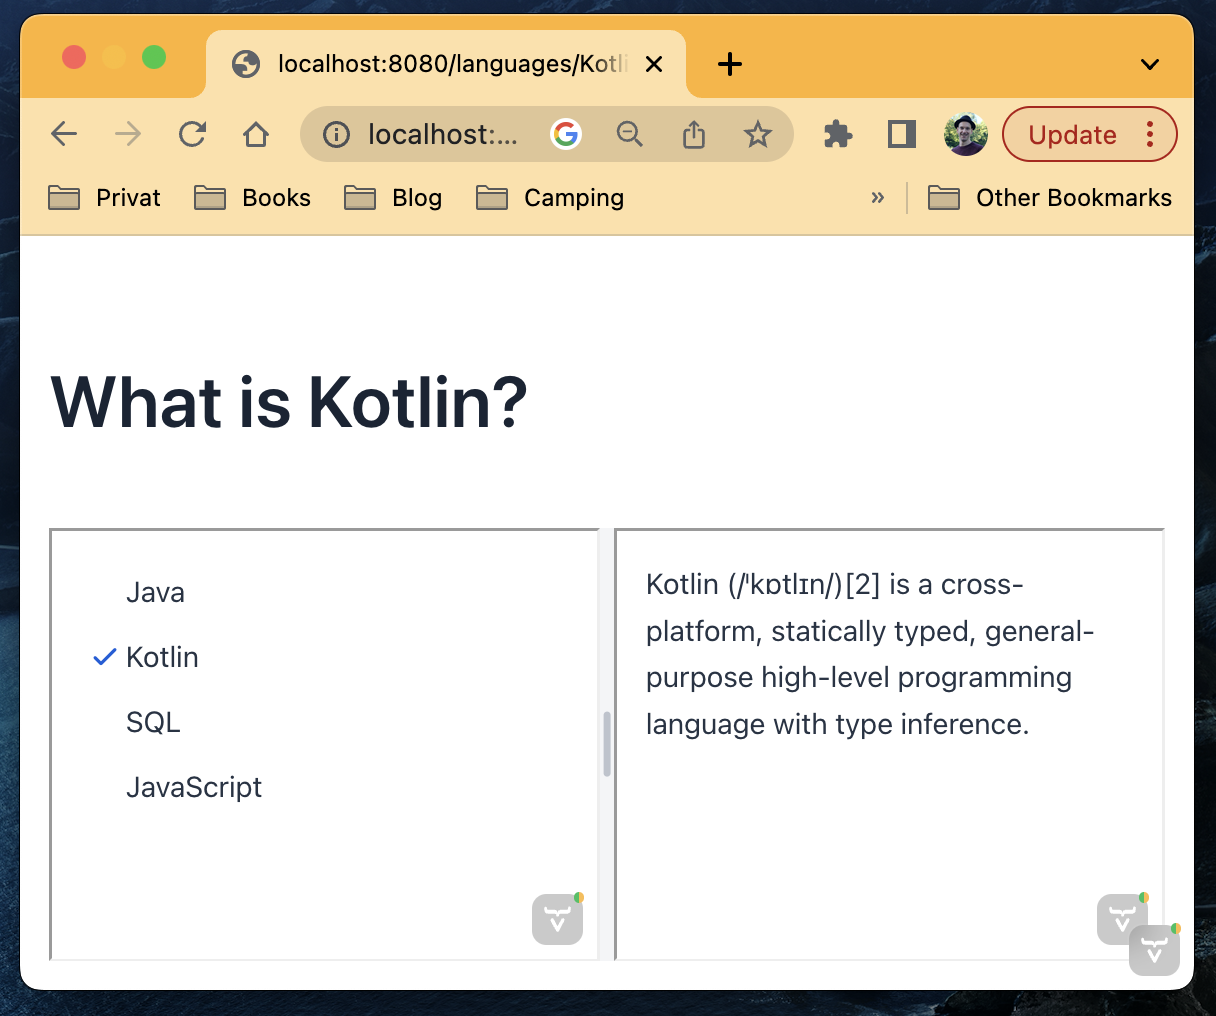 localhost:8080/languages/Kotli
localhost:...
Update
Privat
Books
Blog
Camping
»
Other Bookmarks
What is Kotlin?
Java
Kotlin
SQL
JavaScript
Kotlin (/ˈkɒtlɪn/)[2] is a cross-
platform, statically typed, general-
purpose high-level programming
language with type inference.